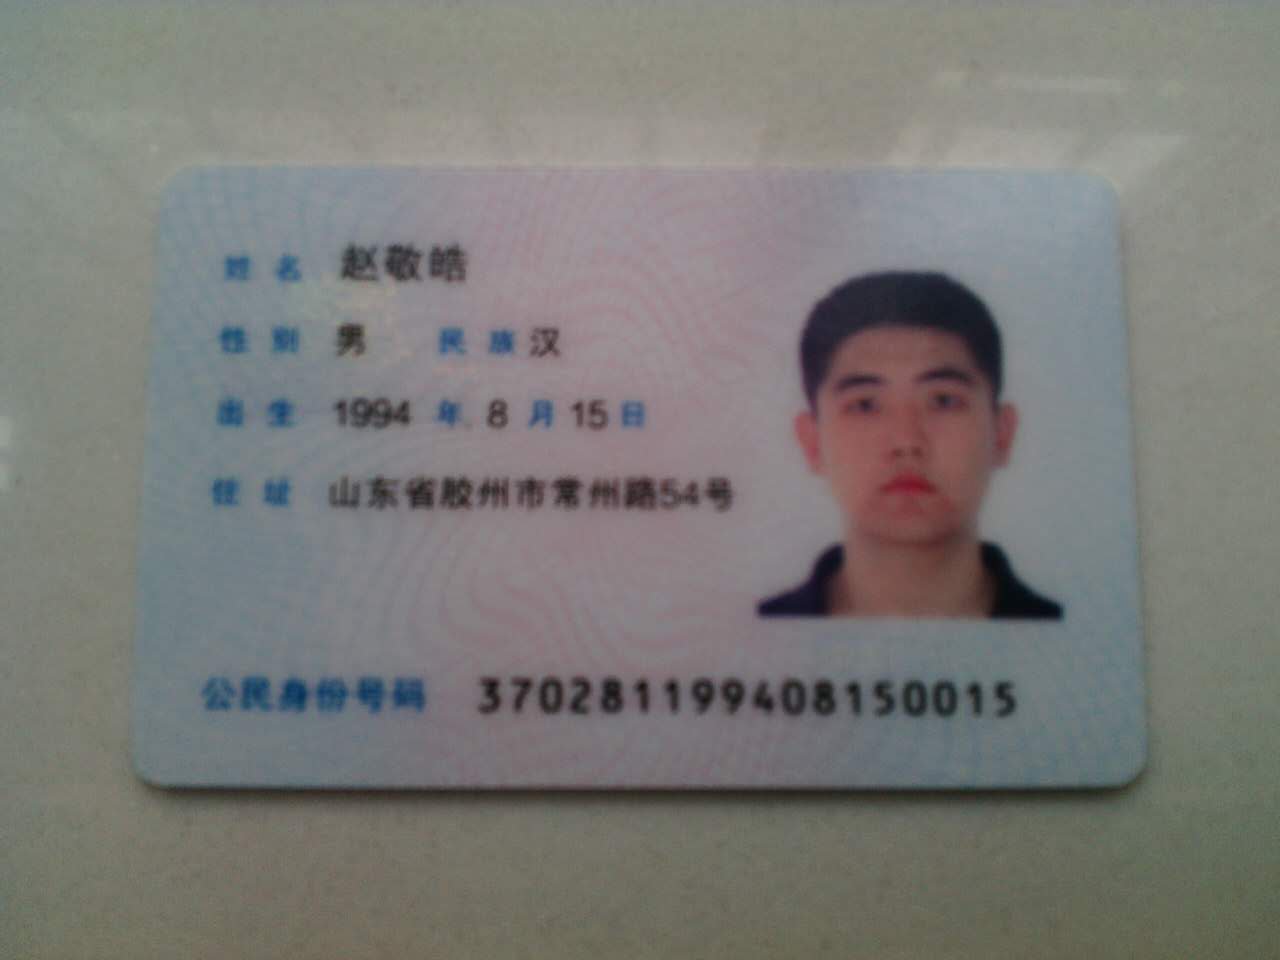 姓名 赵敬皓
性别 男 民族 汉
出生 1994 年 8 月 15 日
住址 山东省胶州市常州路54号
公民身份号码 370281199408150015